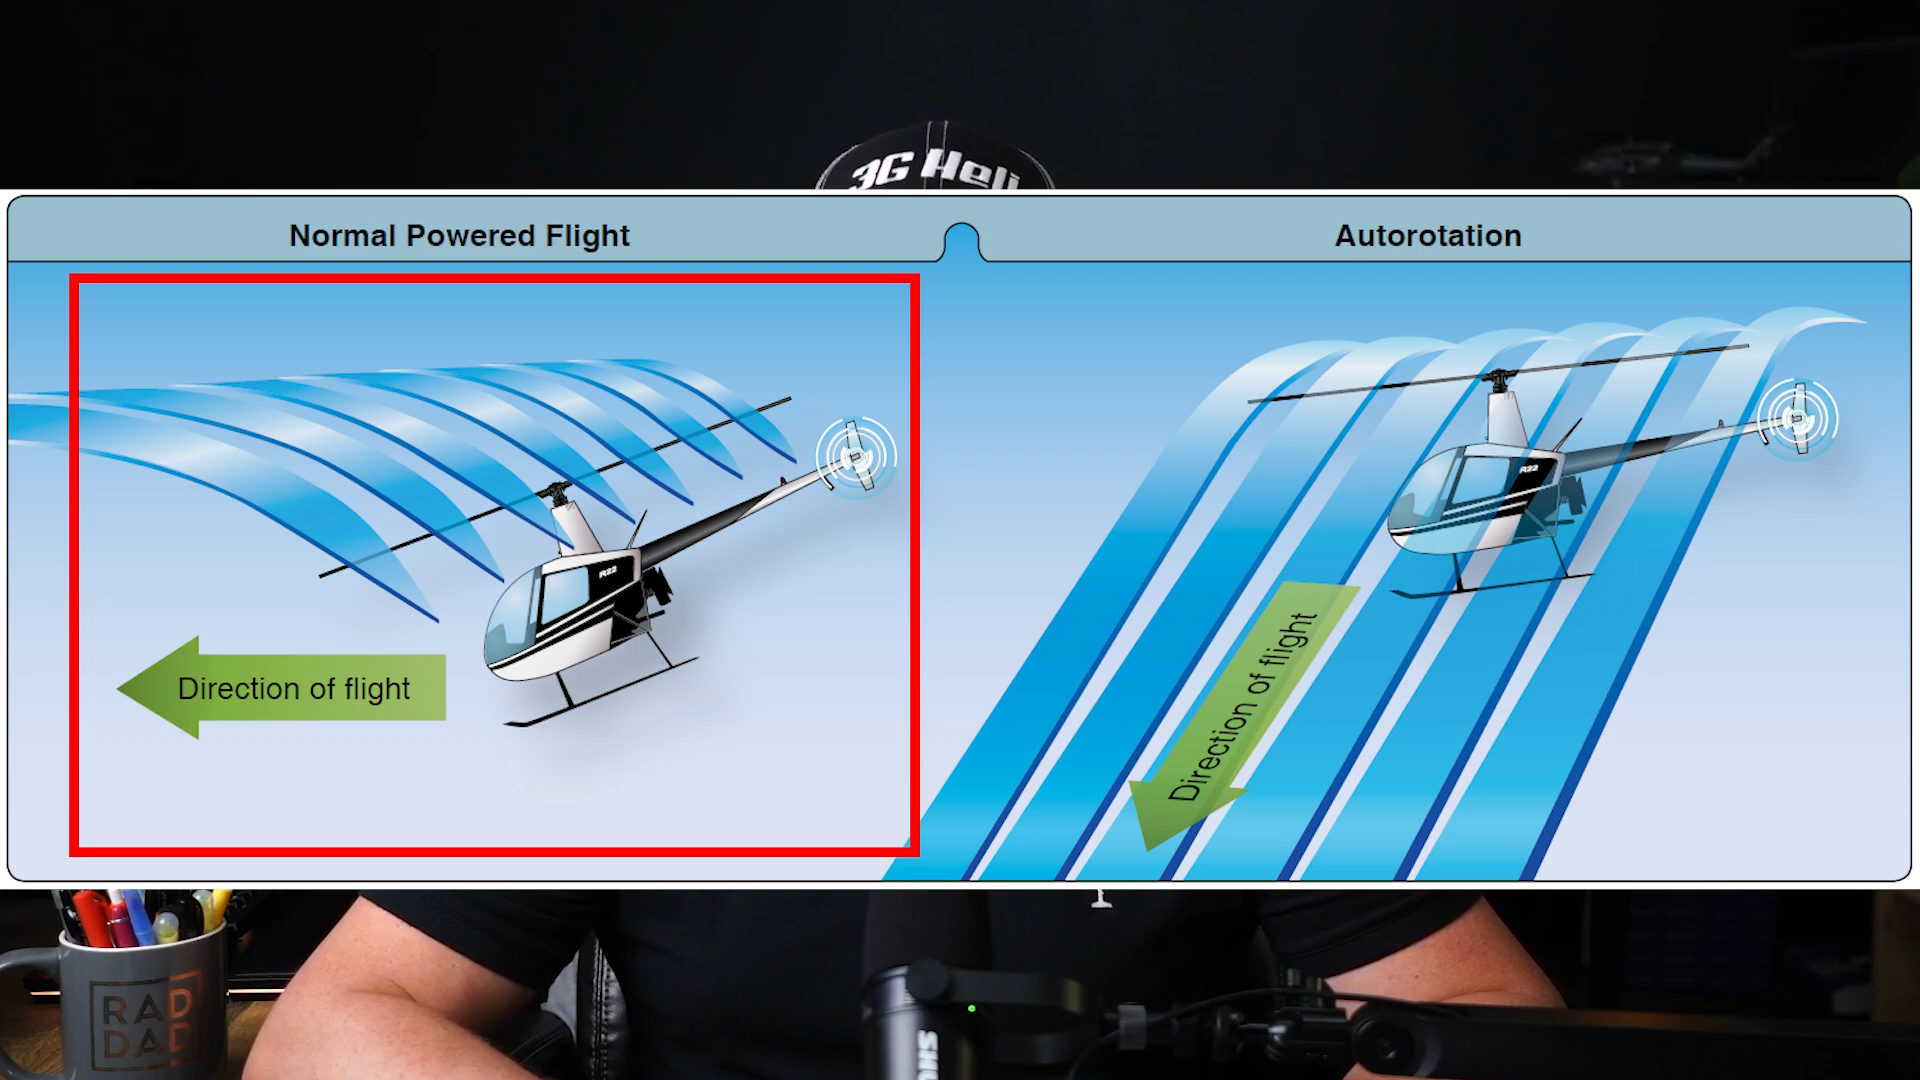 3G Heli
Normal Powered Flight
Autorotation
R22
R22
Direction of flight
Direction of flight
RAD
DAD